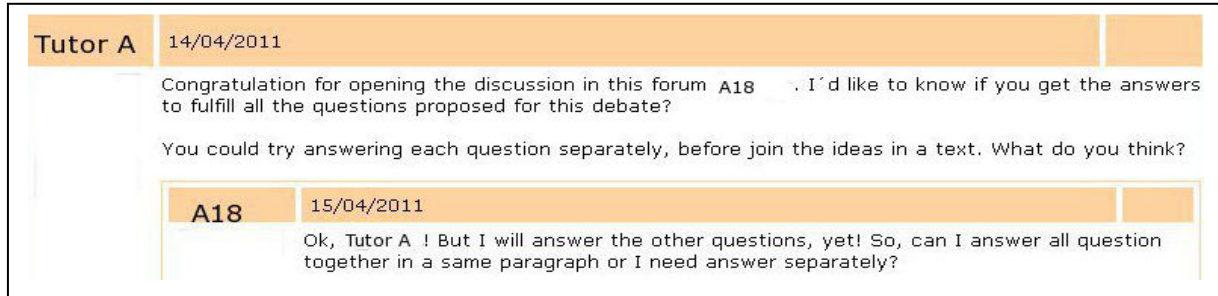 Tutor A 14/04/2011
Congratulation for opening the discussion in this forum A18 . I´d like to know if you get the answers
to fulfill all the questions proposed for this debate?
You could try answering each question separately, before join the ideas in a text. What do you think?
A18 15/04/2011
Ok, Tutor A ! But I will answer the other questions, yet! So, can I answer all question
together in a same paragraph or I need answer separately?